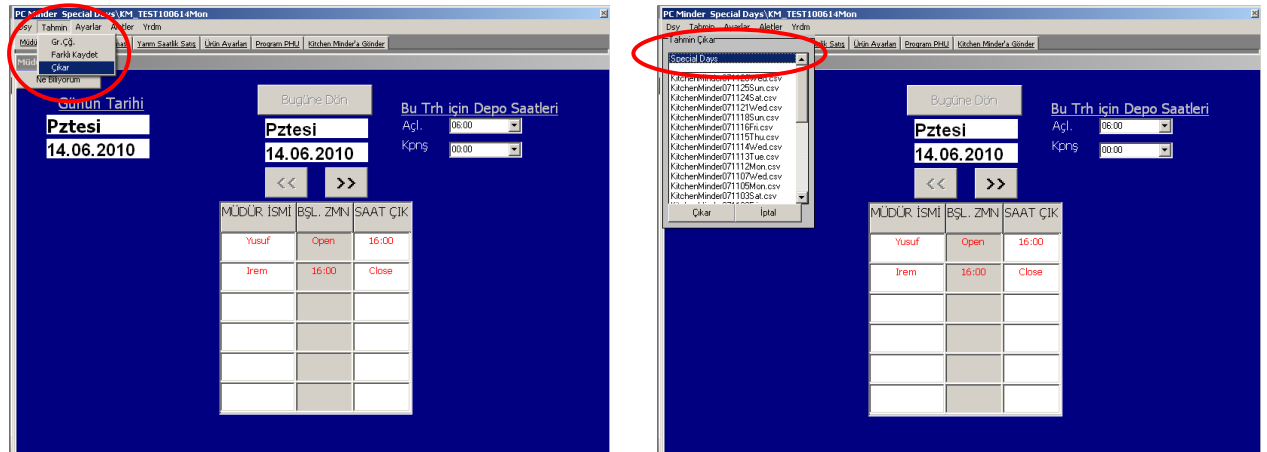 PC Minder Special Days\KM_TEST100614Mon
Dsy Tahmin Ayarlar Aletler Yrdm
Yarım Saatlik Satış Ürün Ayarları Program PHU Kitchen Minder'a Gönder
Gr.Çğ.
Farklı Kaydet
Çıkar
Ne Biliyorum
Günün Tarihi
Pztesi
14.06.2010
Bugüne Dön
Pztesi
14.06.2010
<< >>
Bu Trh için Depo Saatleri
Açl. 06:00
Kpnş 00:00
MÜDÜR İSMİ BŞL. ZMN SAAT ÇIK
Yusuf Open 16:00
Irem 16:00 Close
PC Minder Special Days\KM_TEST100614Mon
Dsy Tahmin Ayarlar Aletler Yrdm
Satış Ürün Ayarları Program PHU Kitchen Minder'a Gönder
Tahmin Çıkar
Special Days
KitchenMinder071125Sun.csv
KitchenMinder071124Sat.csv
KitchenMinder071121Wed.csv
KitchenMinder071118Sun.csv
KitchenMinder071116Fri.csv
KitchenMinder071115Thu.csv
KitchenMinder071114Wed.csv
KitchenMinder071113Tue.csv
KitchenMinder071112Mon.csv
KitchenMinder071107Wed.csv
KitchenMinder071105Mon.csv
KitchenMinder071103Sat.csv
Çıkar İptal
Bugüne Dön
Pztesi
14.06.2010
<< >>
Bu Trh için Depo Saatleri
Açl. 06:00
Kpnş 00:00
MÜDÜR İSMİ BŞL. ZMN SAAT ÇIK
Yusuf Open 16:00
Irem 16:00 Close